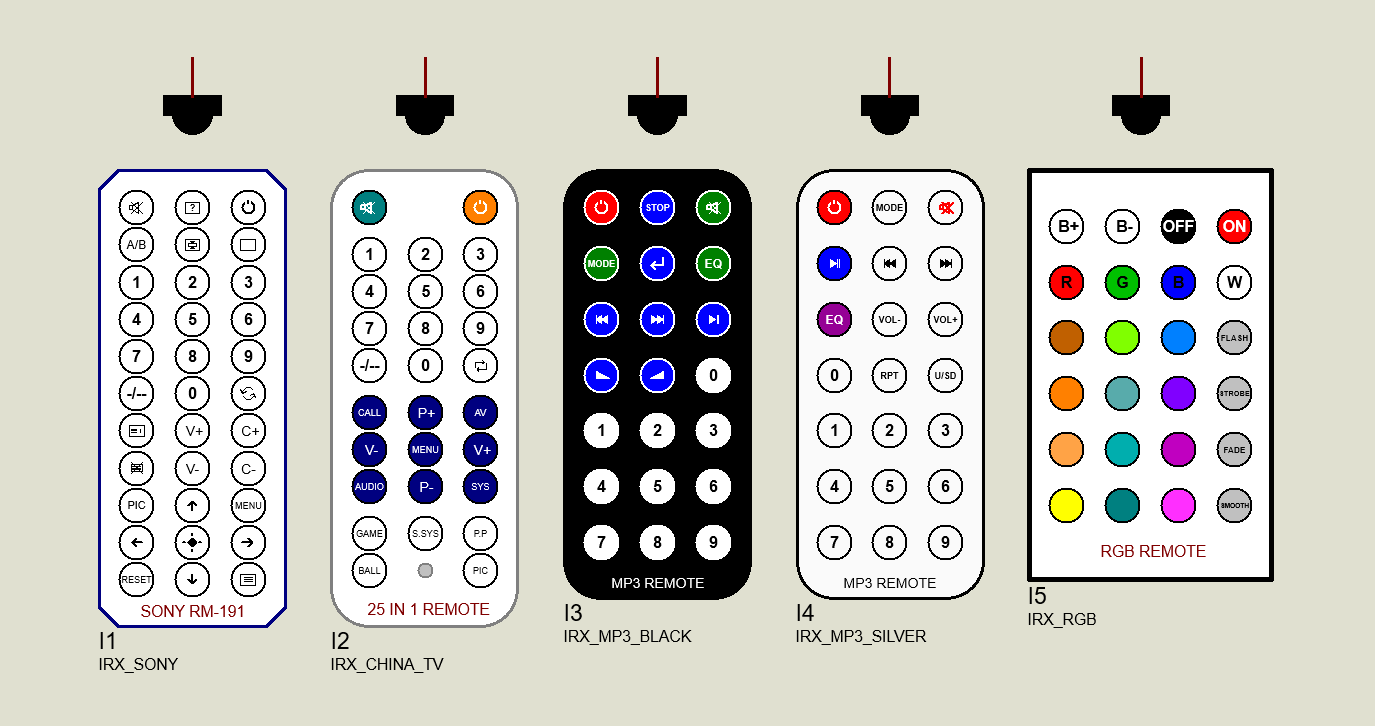 ?
A/B
1 2 3
4 5 6
7 8 9
-/-- 0
V+ C+
V- C-
PIC MENU
RESET
SONY RM-191
I1
IRX_SONY
1 2 3
4 5 6
7 8 9
-/-- 0
CALL P+ AV
V- MENU V+
AUDIO P- SYS
GAME S.SYS P.P
BALL PIC
25 IN 1 REMOTE
I2
IRX_CHINA_TV
STOP
MODE EQ
0
1 2 3
4 5 6
7 8 9
MP3 REMOTE
I3
IRX_MP3_BLACK
MODE
EQ VOL- VOL+
0 RPT U/SD
1 2 3
4 5 6
7 8 9
MP3 REMOTE
I4
IRX_MP3_SILVER
B+ B- OFF ON
R G B W
FLASH
STROBE
FADE
SMOOTH
RGB REMOTE
I5
IRX_RGB